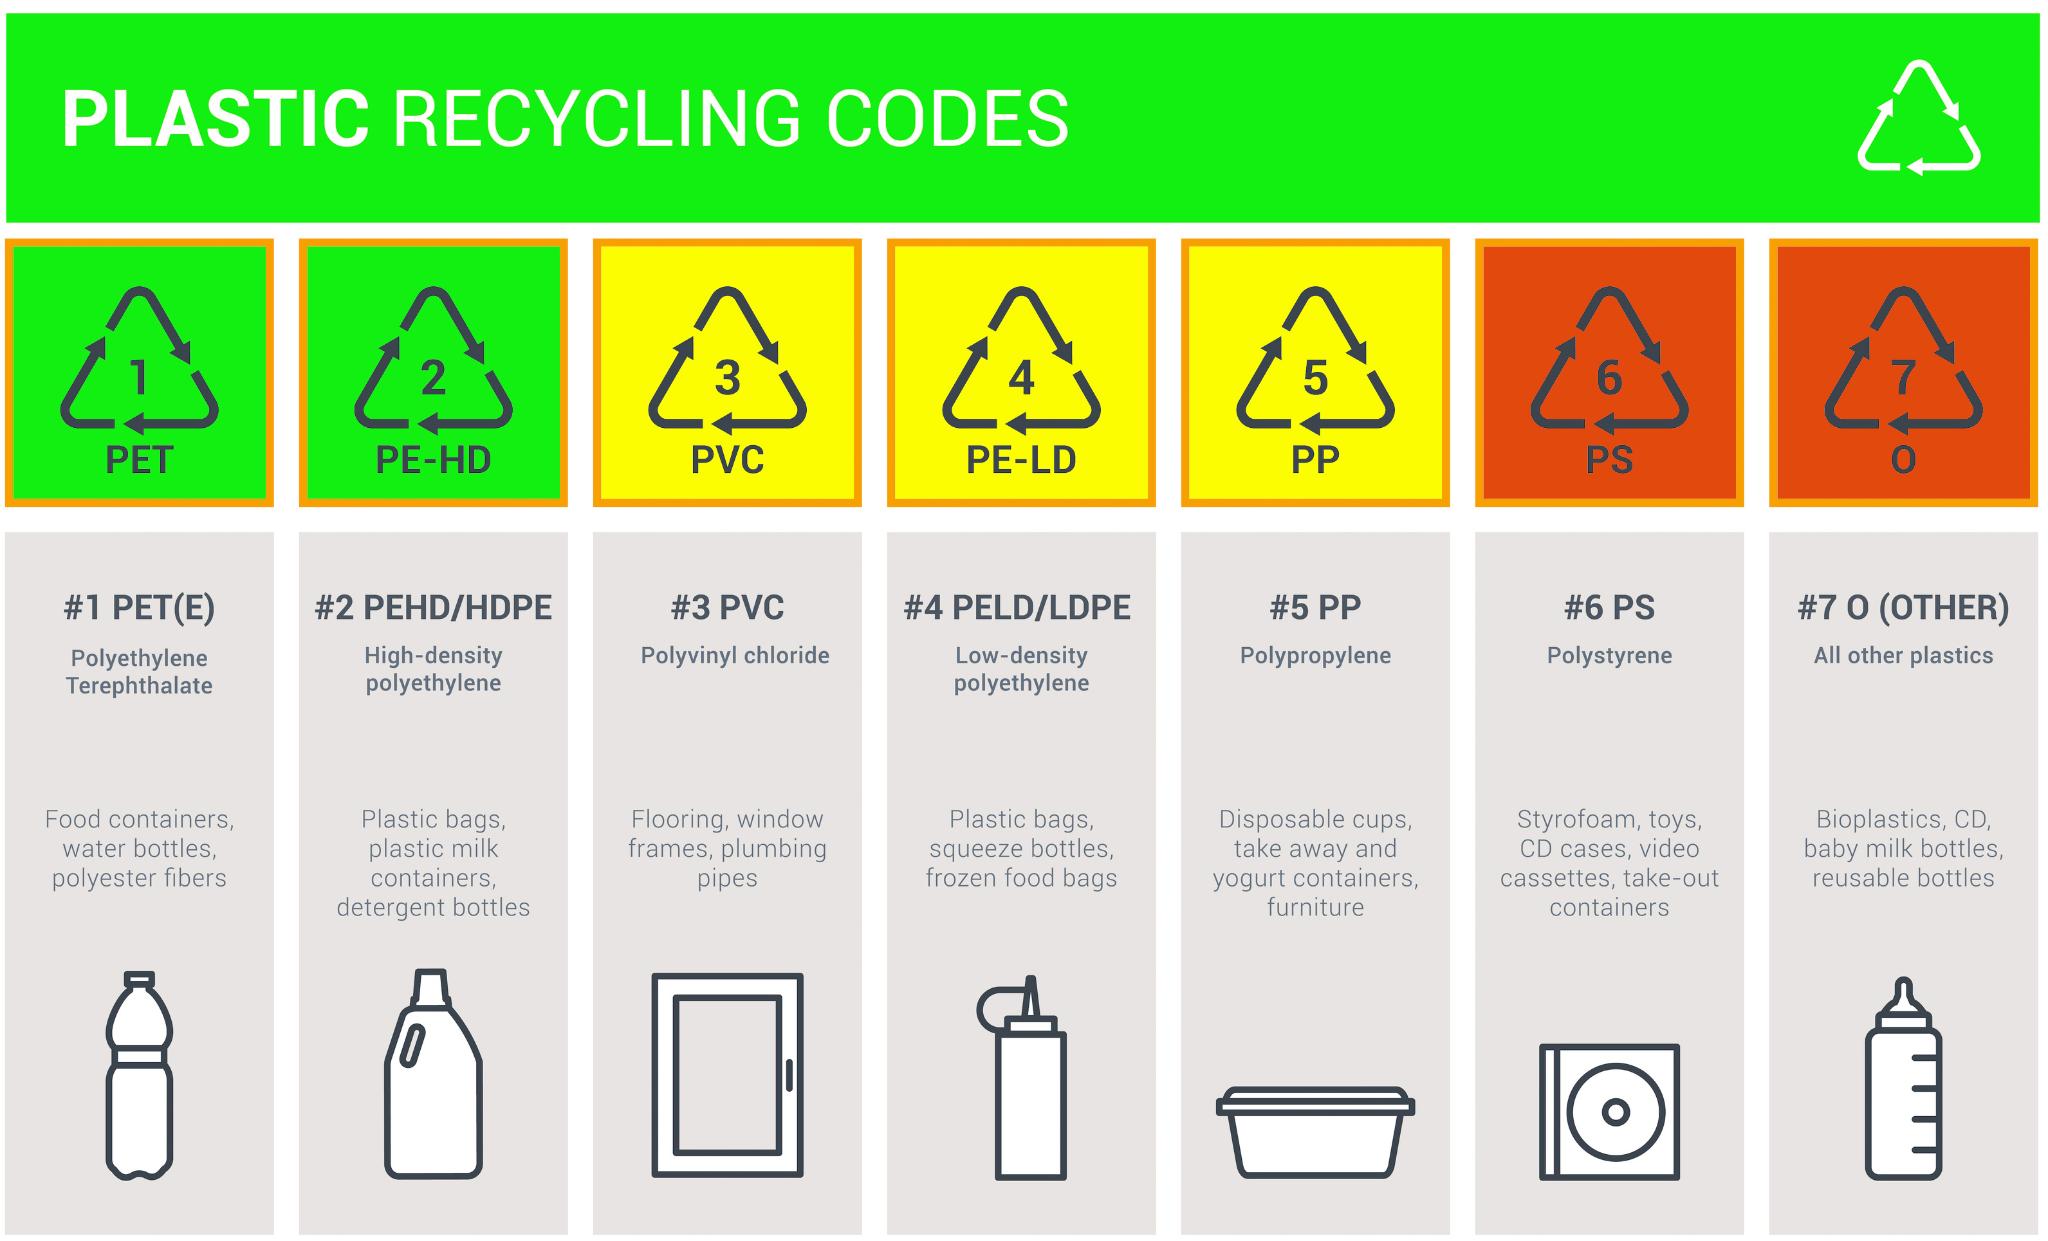 PLASTIC RECYCLING CODES
1
PET
2
PE-HD
3
PVC
4
PE-LD
5
PP
6
PS
7
O
#1 PET(E)
Polyethylene
Terephthalate
Food containers,
water bottles,
polyester fibers
#2 PEHD/HDPE
High-density
polyethylene
Plastic bags,
plastic milk
containers,
detergent bottles
#3 PVC
Polyvinyl chloride
Flooring, window
frames, plumbing
pipes
#4 PELD/LDPE
Low-density
polyethylene
Plastic bags,
squeeze bottles,
frozen food bags
#5 PP
Polypropylene
Disposable cups,
take away and
yogurt containers,
furniture
#6 PS
Polystyrene
Styrofoam, toys,
CD cases, video
cassettes, take-out
containers
#7 O (OTHER)
All other plastics
Bioplastics, CD,
baby milk bottles,
reusable bottles